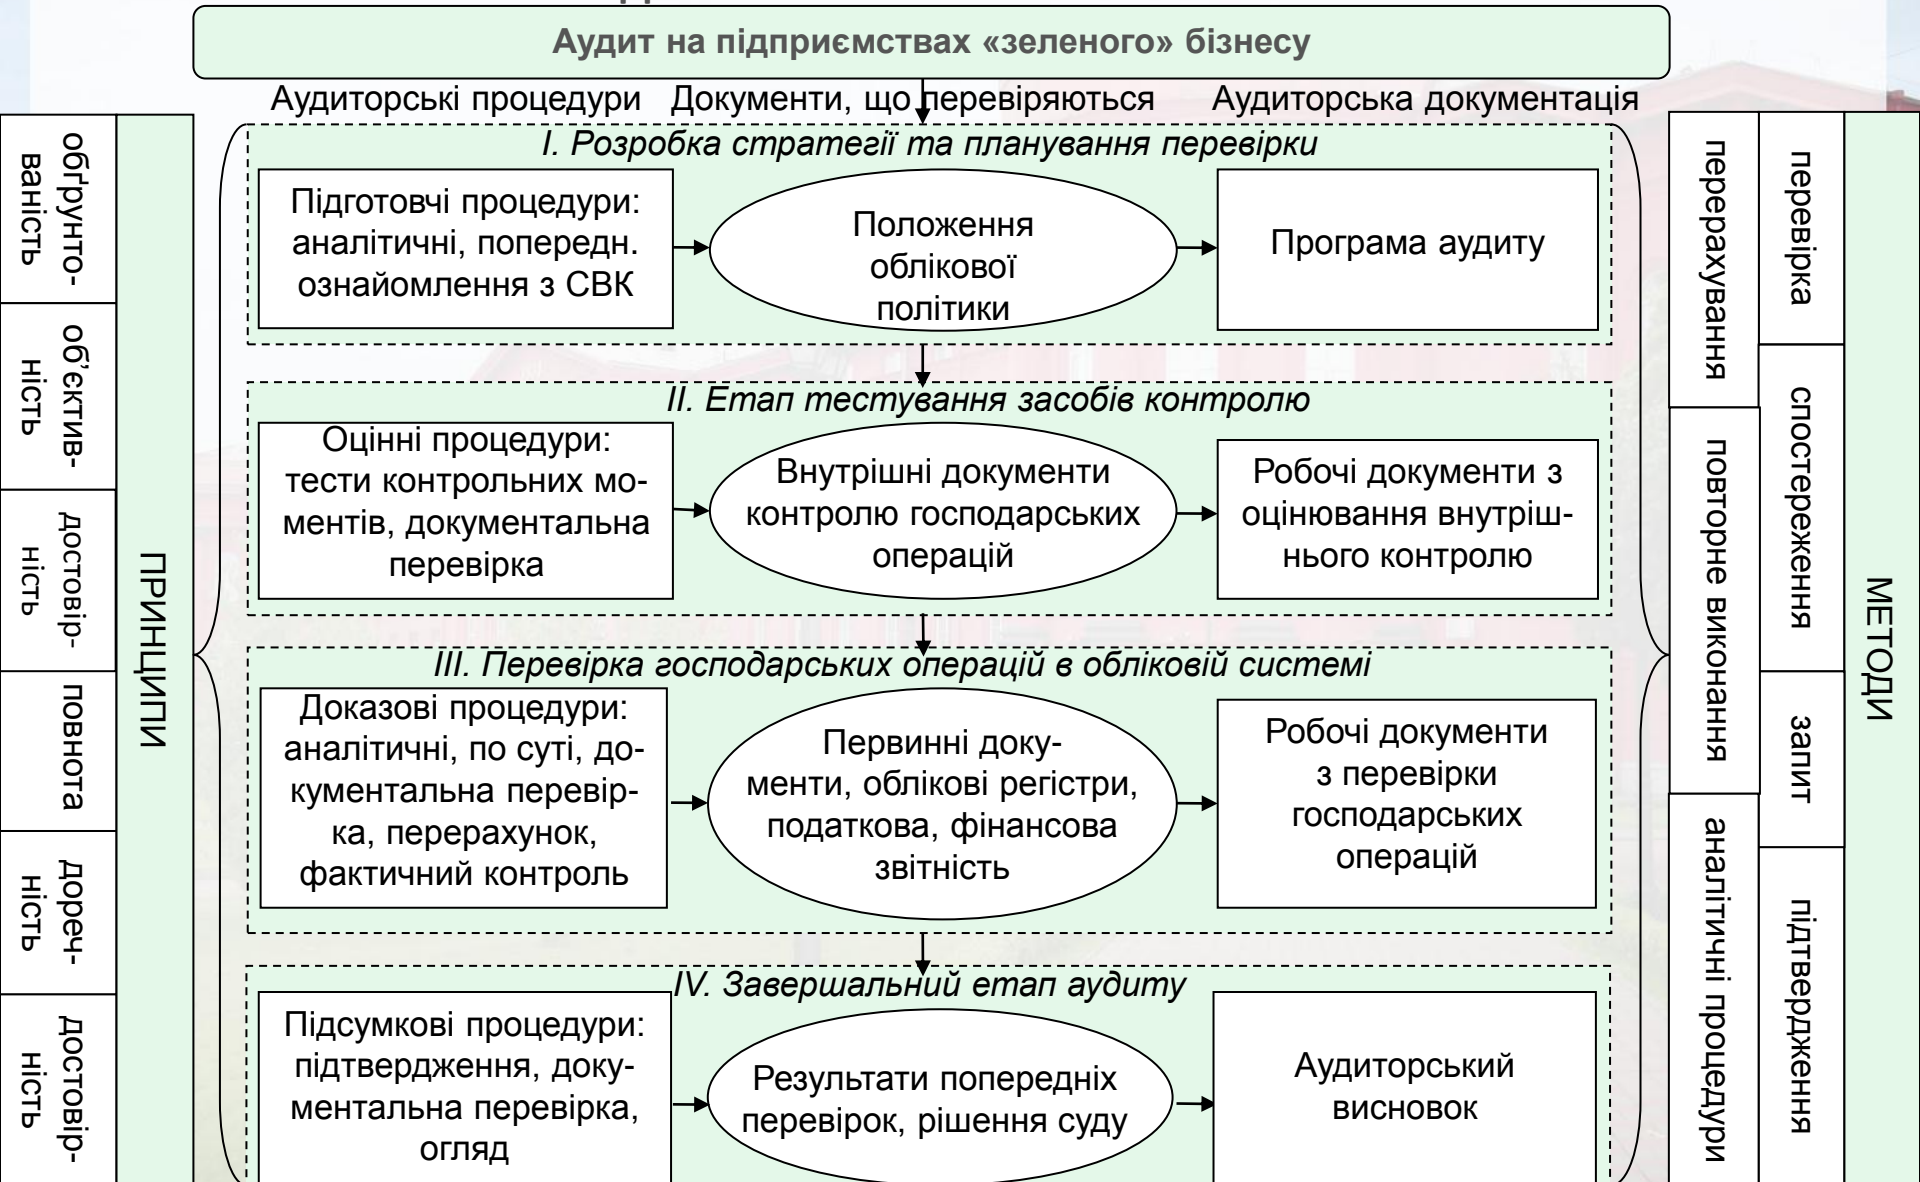 Аудит на підприємствах «зеленого» бізнесу
Аудиторські процедури
Документи, що перевіряються
Аудиторська документація
ПРИНЦИПИ
обґрунто-
ваність
об’єктив-
ність
достовір-
ність
повнота
дореч-
ність
достовір-
ність
I. Розробка стратегії та планування перевірки
Підготовчі процедури:
аналітичні, попередн.
ознайомлення з СВК
Положення
облікової
політики
Програма аудиту
II. Етап тестування засобів контролю
Оцінні процедури:
тести контрольних мо-
ментів, документальна
перевірка
Внутрішні документи
контролю господарських
операцій
Робочі документи з
оцінювання внутріш-
нього контролю
III. Перевірка господарських операцій в обліковій системі
Доказові процедури:
аналітичні, по суті, до-
кументальна перевір-
ка, перерахунок,
фактичний контроль
Первинні доку-
менти, облікові регістри,
податкова, фінансова
звітність
Робочі документи
з перевірки
господарських
операцій
IV. Завершальний етап аудиту
Підсумкові процедури:
підтвердження, доку-
ментальна перевірка,
огляд
Результати попередніх
перевірок, рішення суду
Аудиторський
висновок
перерахування
повторне виконання
аналітичні процедури
перевірка
спостереження
запит
підтвердження
МЕТОДИ